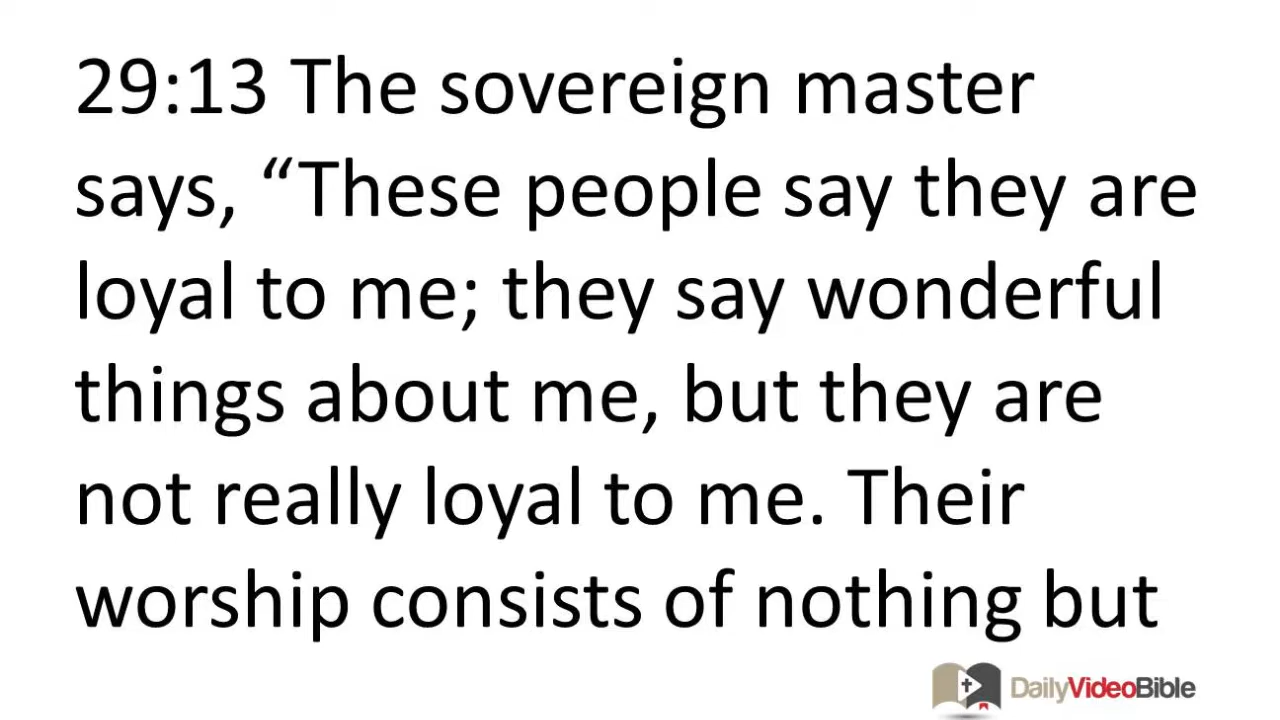 29:13 The sovereign master
says, “These people say they are
loyal to me; they say wonderful
things about me, but they are
not really loyal to me. Their
worship consists of nothing but
DailyVideoBible